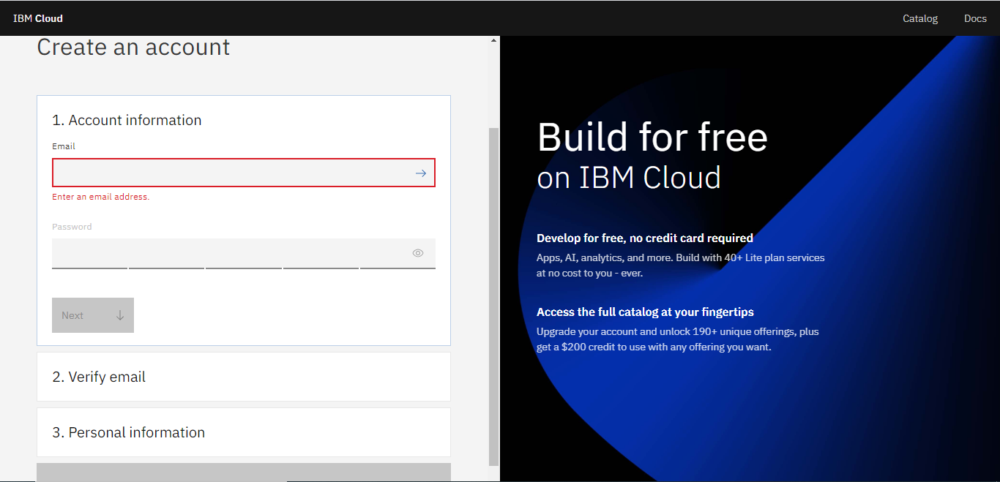 IBM Cloud
Catalog
Docs
Create an account
1. Account information
Email
Enter an email address.
Password
Next
2. Verify email
3. Personal information
Build for free
on IBM Cloud
Develop for free, no credit card required
Apps, AI, analytics, and more. Build with 40+ Lite plan services
at no cost to you - ever.
Access the full catalog at your fingertips
Upgrade your account and unlock 190+ unique offerings, plus
get a $200 credit to use with any offering you want.